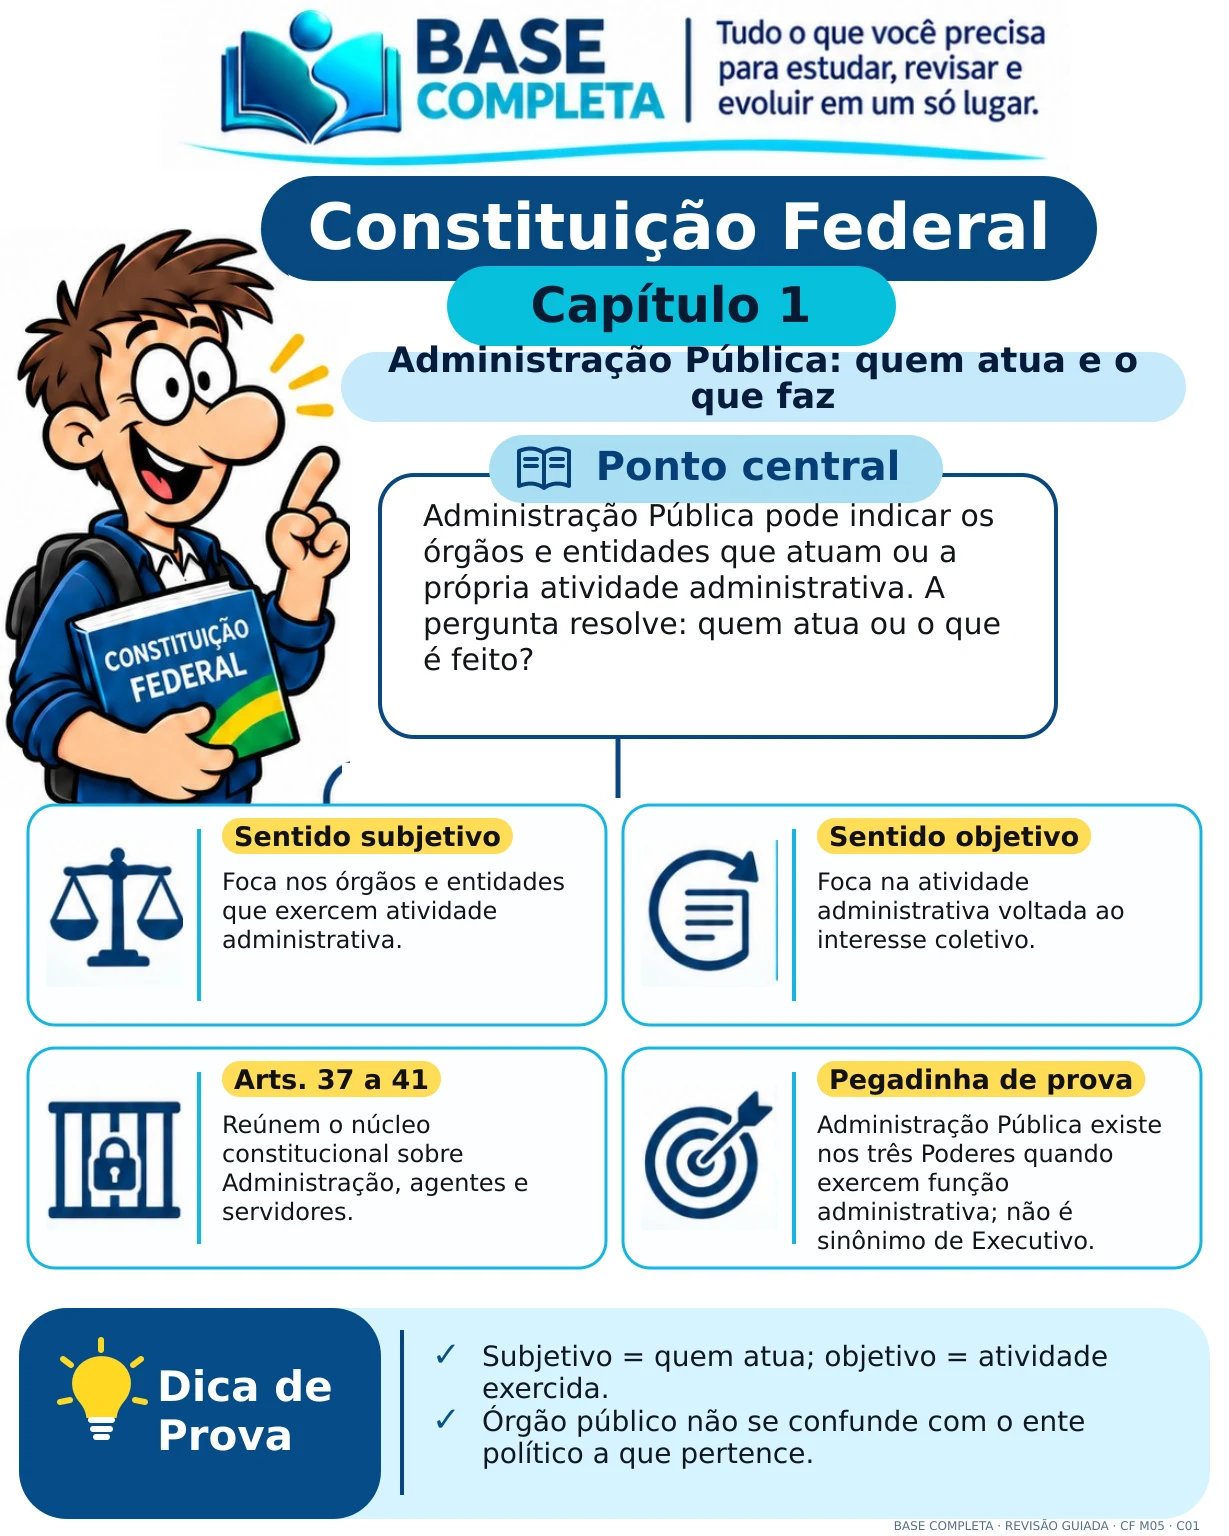 BASE
COMPLETA
Tudo o que você precisa
para estudar, revisar e
evoluir em um só lugar.
Constituição Federal
Capítulo 1
Administração Pública: quem atua e o
que faz
Ponto central
Administração Pública pode indicar os
órgãos e entidades que atuam ou a
própria atividade administrativa. A
pergunta resolve: quem atua ou o que
é feito?
CONSTITUIÇÃO
FEDERAL
Sentido subjetivo
Foca nos órgãos e entidades
que exercem atividade
administrativa.
Sentido objetivo
Foca na atividade
administrativa voltada ao
interesse coletivo.
Arts. 37 a 41
Reúnem o núcleo
constitucional sobre
Administração, agentes e
servidores.
Pegadinha de prova
Administração Pública existe
nos três Poderes quando
exercem função
administrativa; não é
sinônimo de Executivo.
Dica de
Prova
✓ Subjetivo = quem atua; objetivo = atividade
exercida.
✓ Órgão público não se confunde com o ente
político a que pertence.
BASE COMPLETA · REVISÃO GUIADA · CF M05 · C01